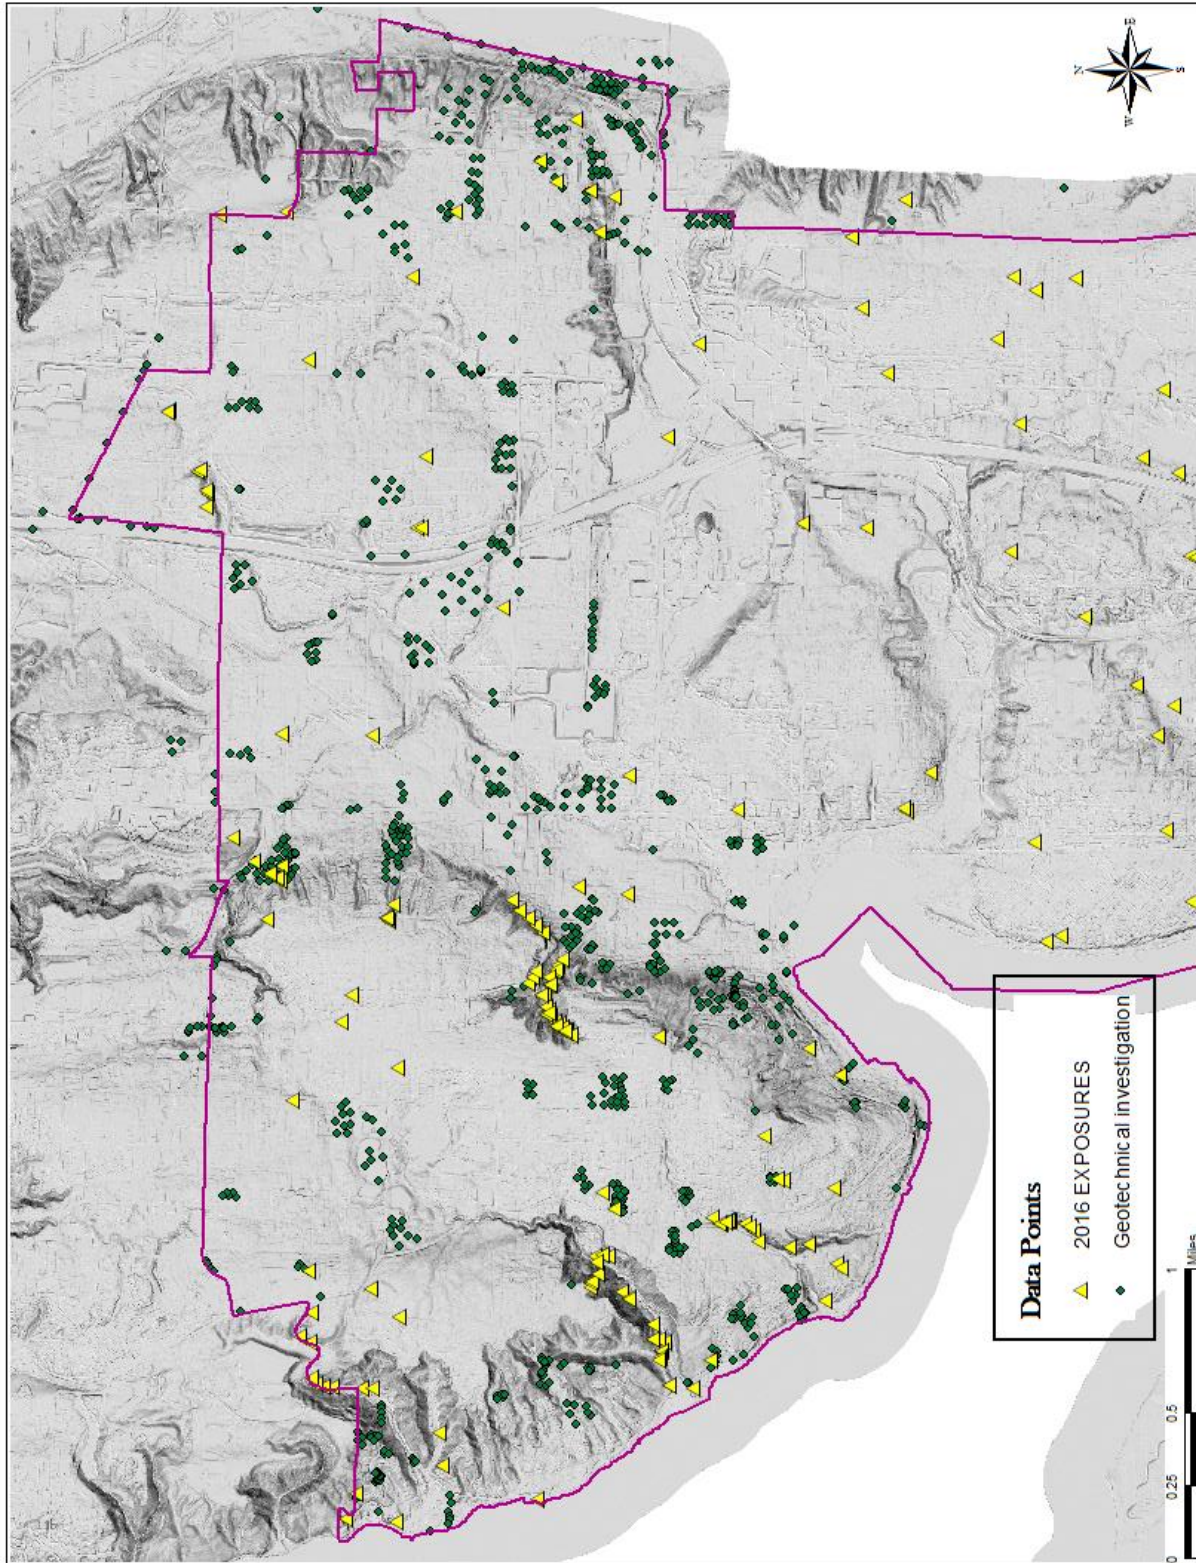 N
E
W
S
Data Points
2016 EXPOSURES
Geotechnical investigation
0
0.25
0.5
1
Miles